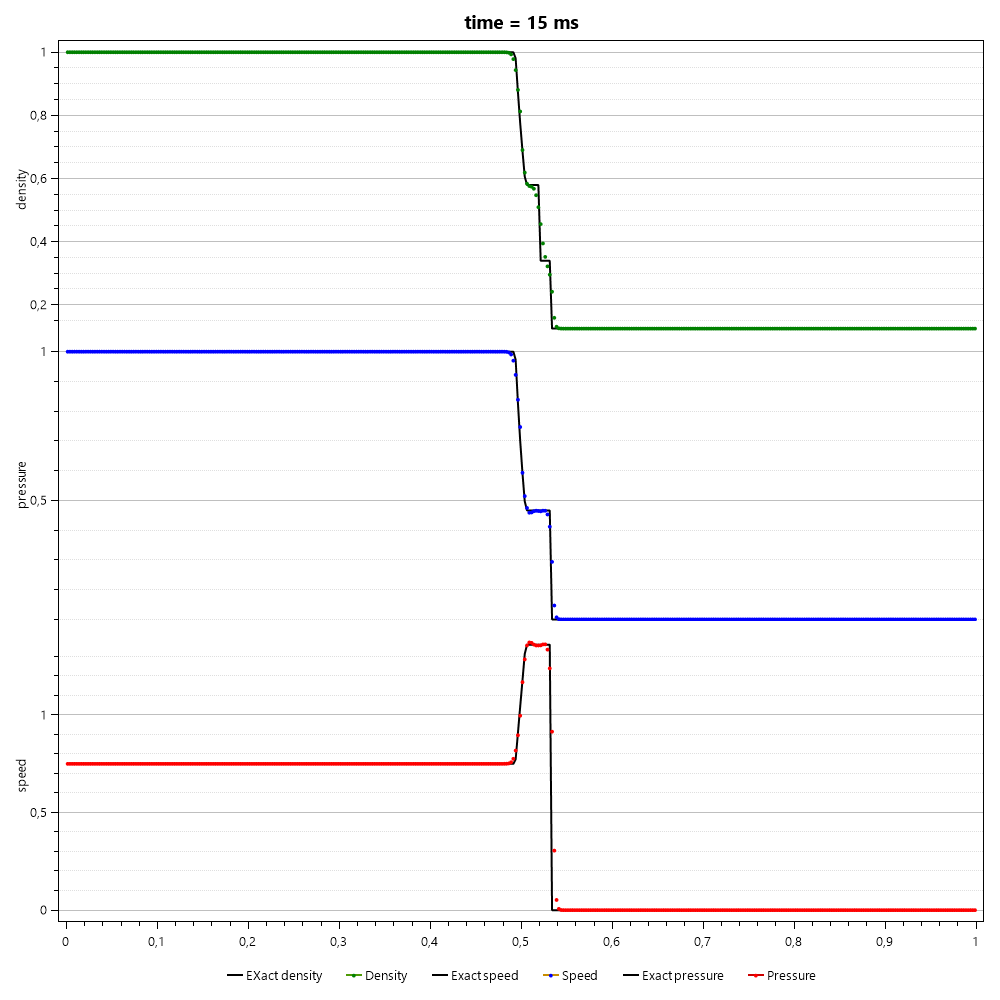 time = 15 ms
1
0,8
0,6
0,4
0,2
density
1
0,5
pressure
1
0,5
0
speed
0 0,1 0,2 0,3 0,4 0,5 0,6 0,7 0,8 0,9 1
EXact density Density Exact speed Speed Exact pressure Pressure